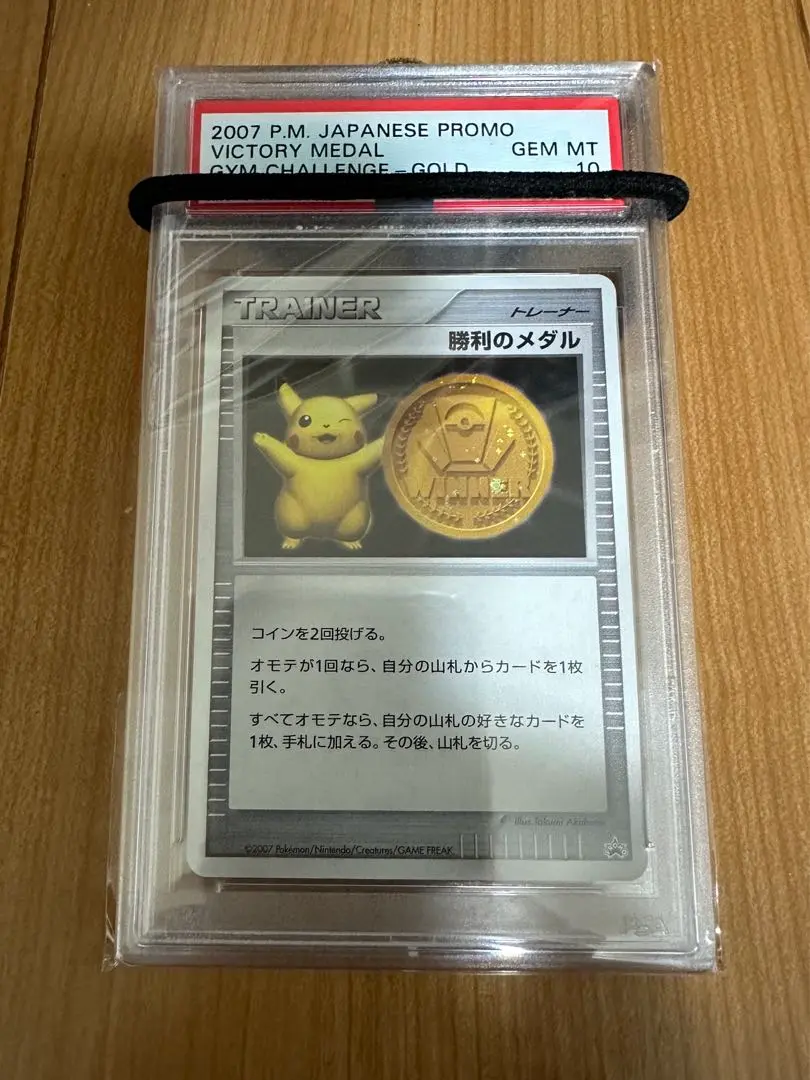 2007 P.M. JAPANESE PROMO
VICTORY MEDAL GEM MT
GYM CHALLENGE - GOLD 10
TRAINER トレーナー
勝利のメダル
WINNER
コインを2回投げる。
オモテが1回なら、自分の山札からカードを1枚
引く。
すべてオモテなら、自分の山札の好きなカードを
1枚、手札に加える。その後、山札を切る。
Illus.
©2007 Pokémon/Nintendo/Creatures/GAME FREAK
PSA